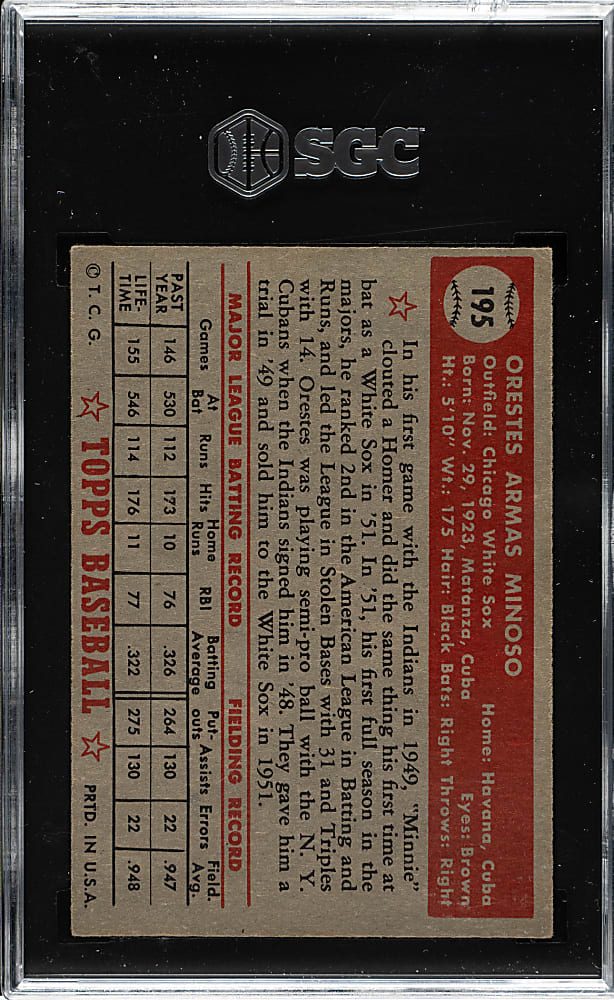 SGC
195
ORESTES ARMAS MINOSO
Outfield: Chicago White Sox Home: Havana, Cuba
Born: Nov. 29, 1923, Matanza, Cuba Eyes: Brown
Ht.: 5'10" Wt.: 175 Hair: Black Bats: Right Throws: Right
In his first game with the Indians in 1949, "Minnie"
clouted a Homer and did the same thing his first time at
bat as a White Sox in '51. In '51, his first full season in the
majors, he ranked 2nd in the American League in Batting and
Runs, and led the League in Stolen Bases with 31 and Triples
with 14. Orestes was playing semi-pro ball with the N. Y.
Cubans when the Indians signed him in '48. They gave him a
trial in '49 and sold him to the White Sox in 1951.
MAJOR LEAGUE BATTING RECORD FIELDING RECORD
Games At Bat Runs Hits Home Runs RBI Batting Average Put-outs Assists Errors Field. Avg.
PAST YEAR 146 530 112 173 10 76 .326 264 130 22 .947
LIFE-TIME 155 546 114 176 11 77 .322 275 130 22 .948
© T. C. G. TOPPS BASEBALL PRTD. IN U.S.A.